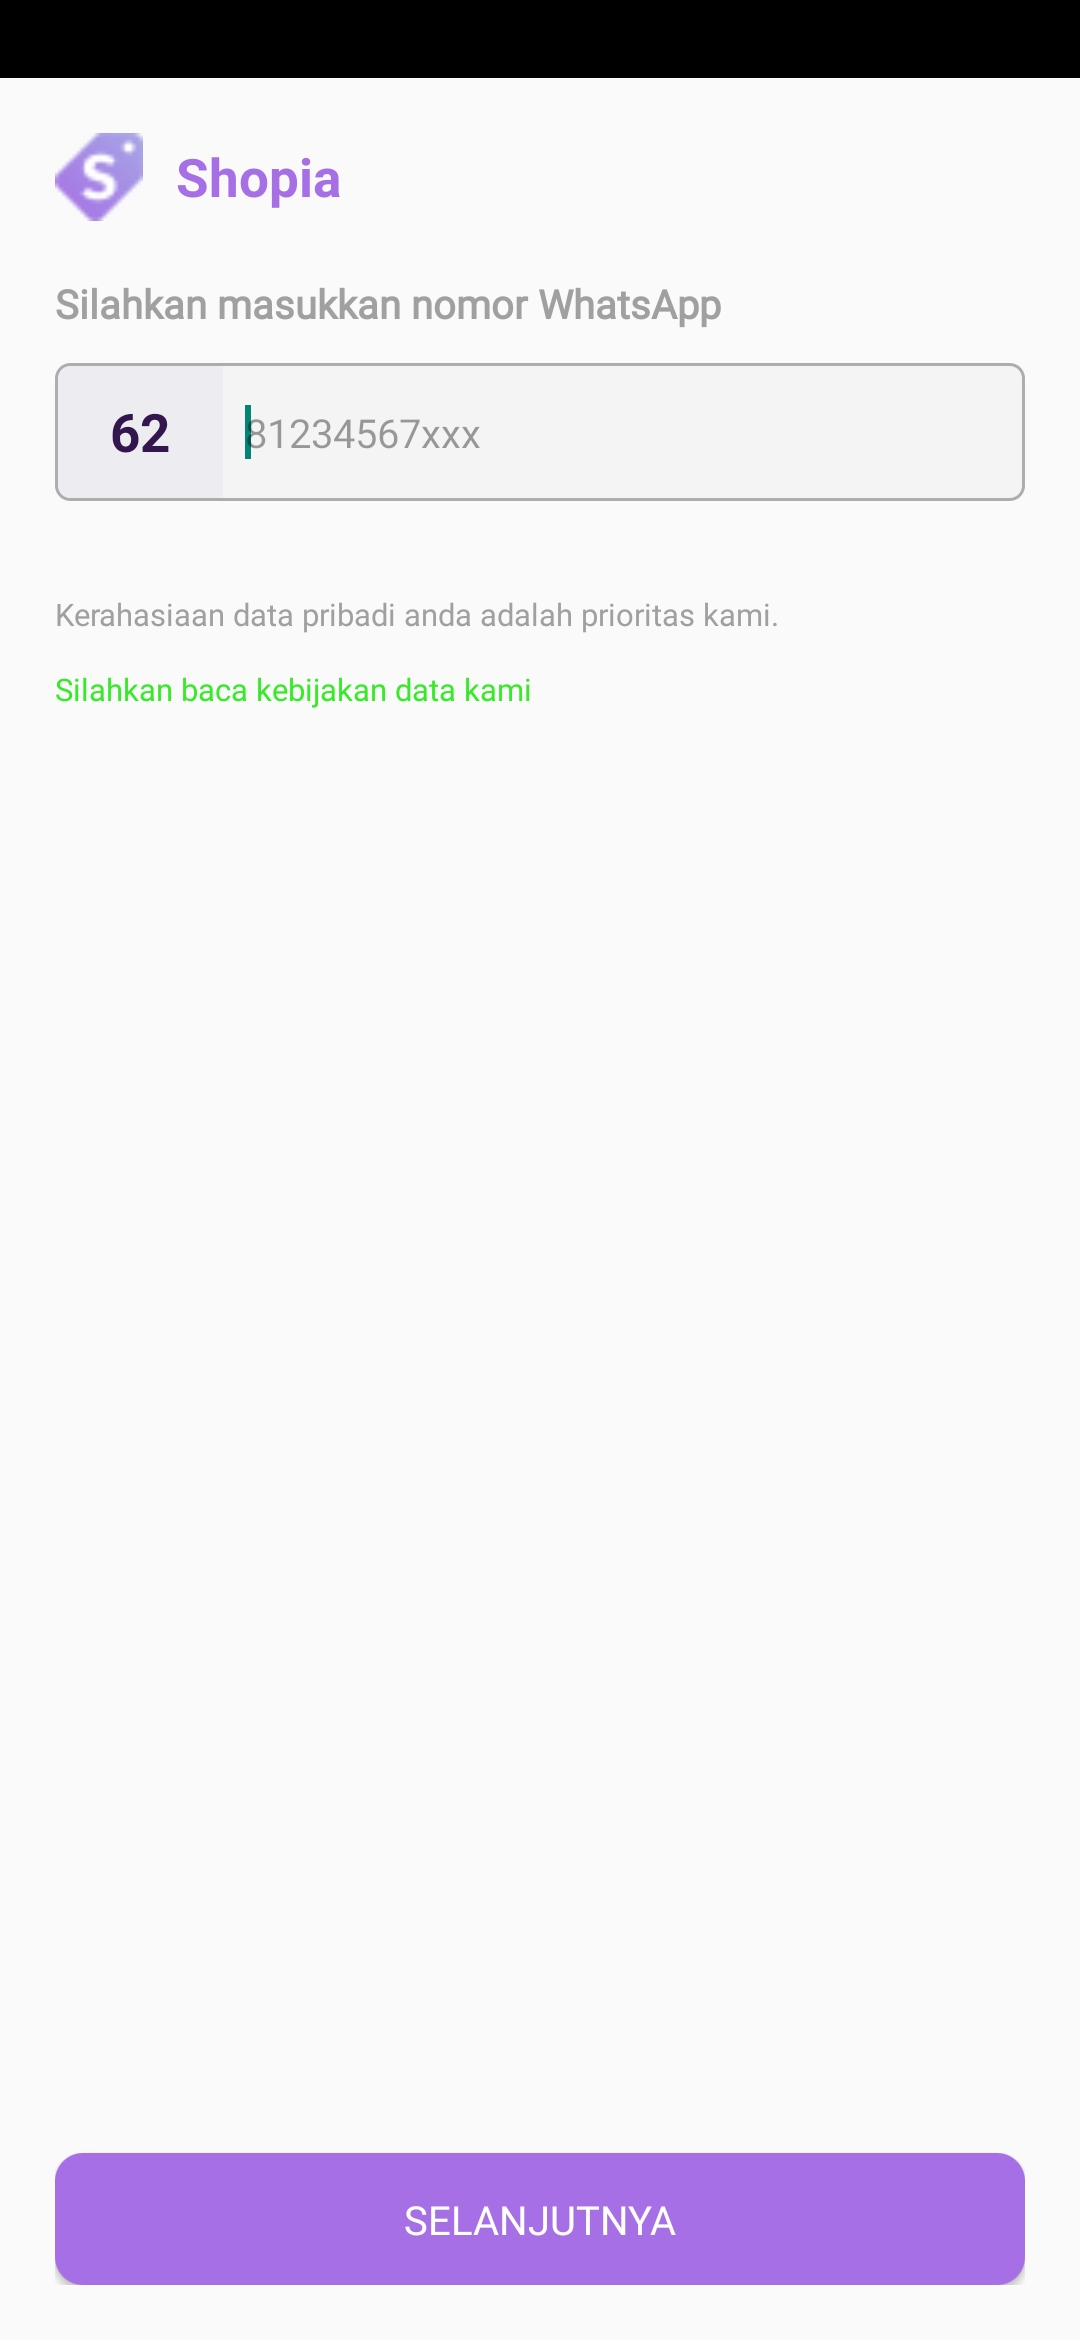 S
Shopia
Silahkan masukkan nomor WhatsApp
62 81234567xxx
Kerahasiaan data pribadi anda adalah prioritas kami.
Silahkan baca kebijakan data kami
SELANJUTNYA